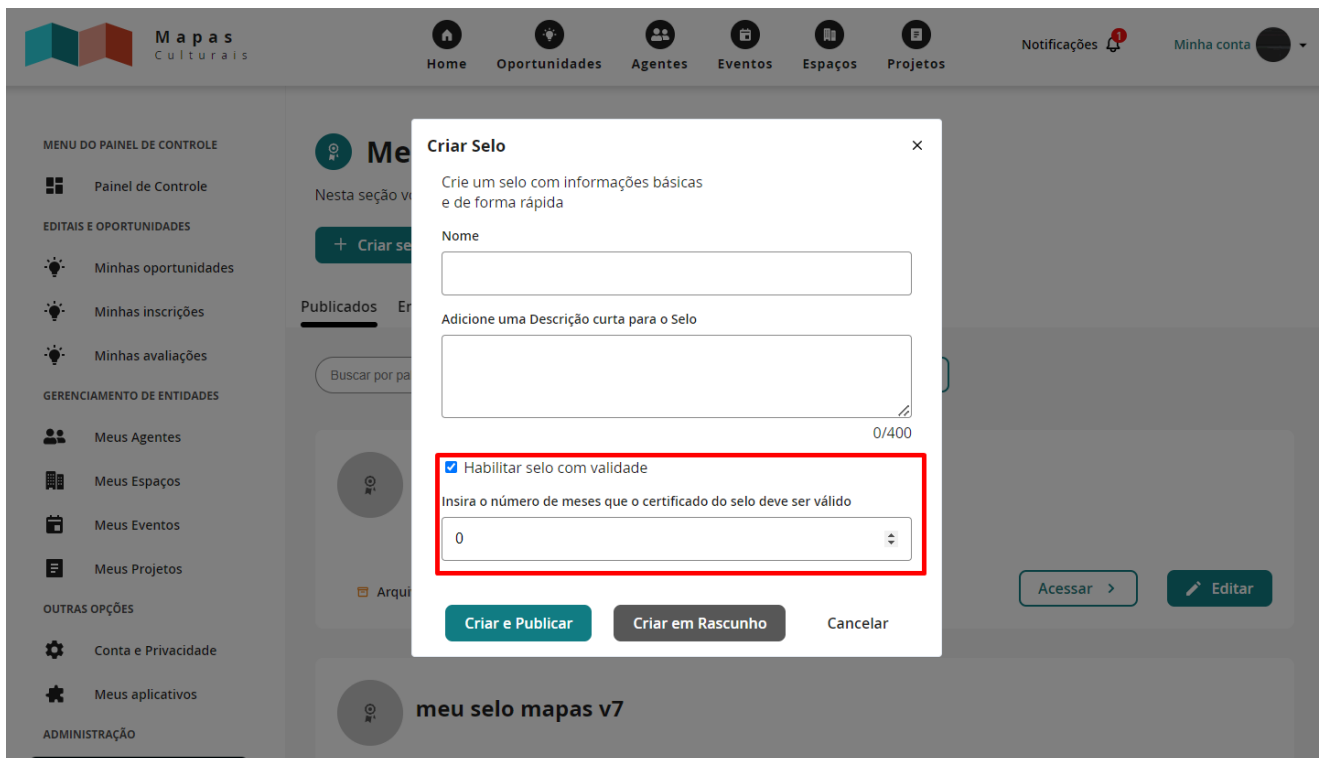 Mapas
Culturais
Home
Oportunidades
Agentes
Eventos
Espaços
Projetos
Notificações
1
Minha conta
MENU DO PAINEL DE CONTROLE
Painel de Controle
EDITAIS E OPORTUNIDADES
Minhas oportunidades
Minhas inscrições
Minhas avaliações
GERENCIAMENTO DE ENTIDADES
Meus Agentes
Meus Espaços
Meus Eventos
Meus Projetos
OUTRAS OPÇÕES
Conta e Privacidade
Meus aplicativos
ADMINISTRAÇÃO
Me
Nesta seção v
+ Criar se
Publicados
Er
Buscar por pa
Criar Selo
×
Crie um selo com informações básicas
e de forma rápida
Nome
Adicione uma Descrição curta para o Selo
0/400
Habilitar selo com validade
Insira o número de meses que o certificado do selo deve ser válido
0
Criar e Publicar
Criar em Rascunho
Cancelar
Arqui
Acessar >
Editar
meu selo mapas v7